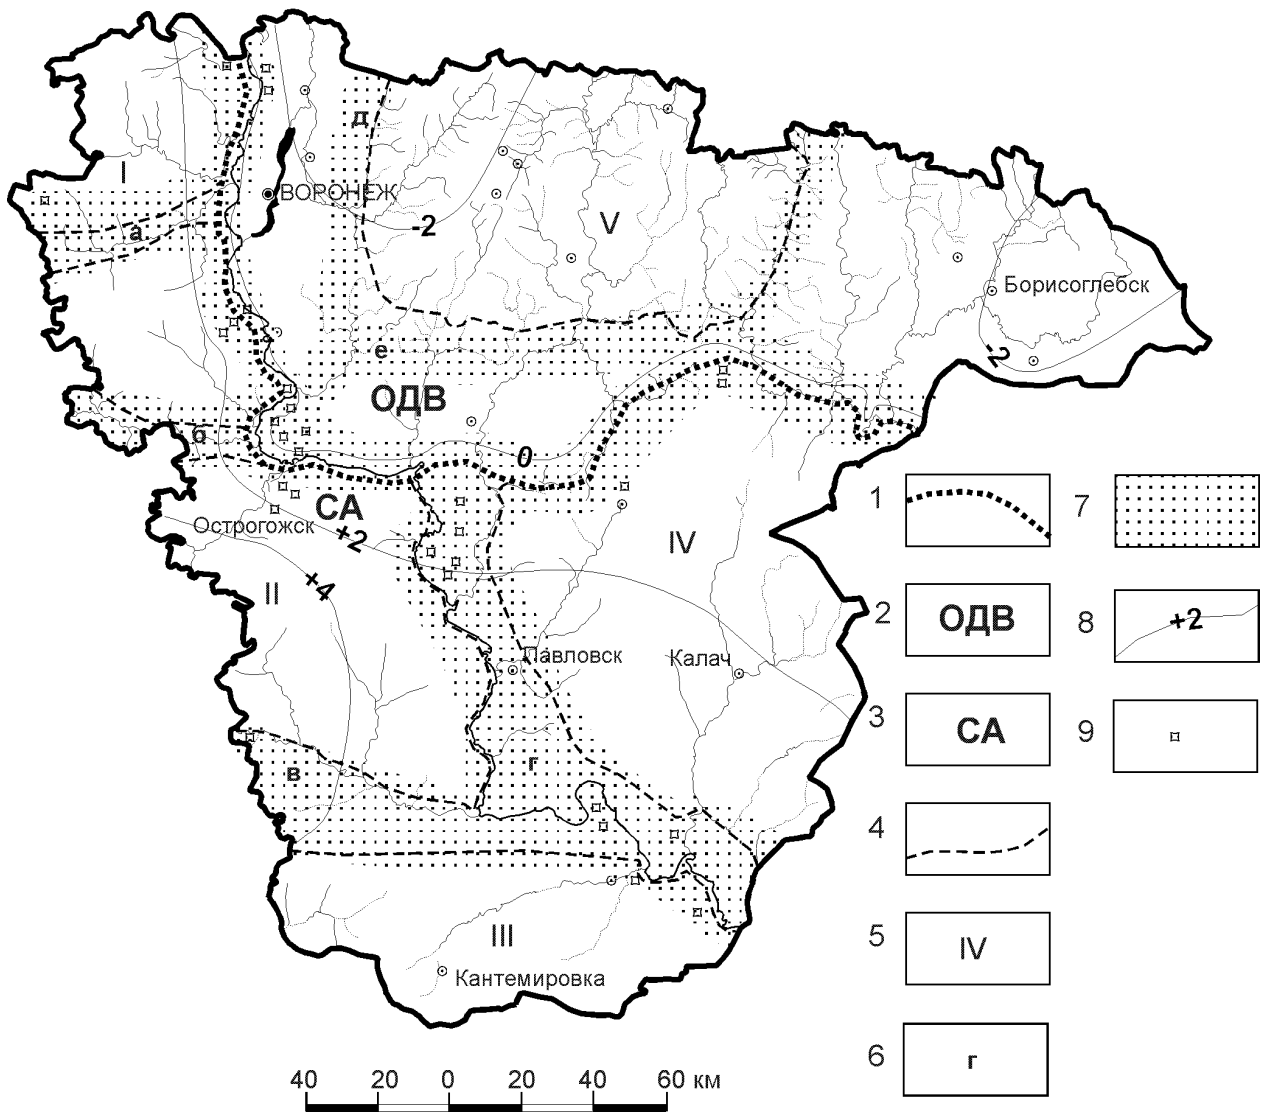 д
I
ВОРОНЕЖ
а
-2
V
Борисоглебск
-2
е
ОДВ
б
0
СА
Острогожск
+2
IV
II
+4
Павловск
Калач
в
г
III
Кантемировка
1
7
2
ОДВ
8
+2
3
СА
9
4
5
IV
6
г
40 20 0 20 40 60 км